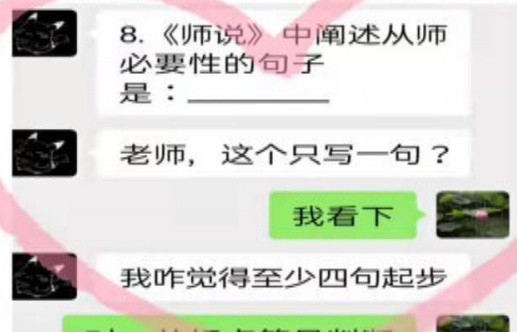 8.《师说》中阐述从师
必要性的句子
是：__________
老师，这个只写一句？
我看下
我咋觉得至少四句起步